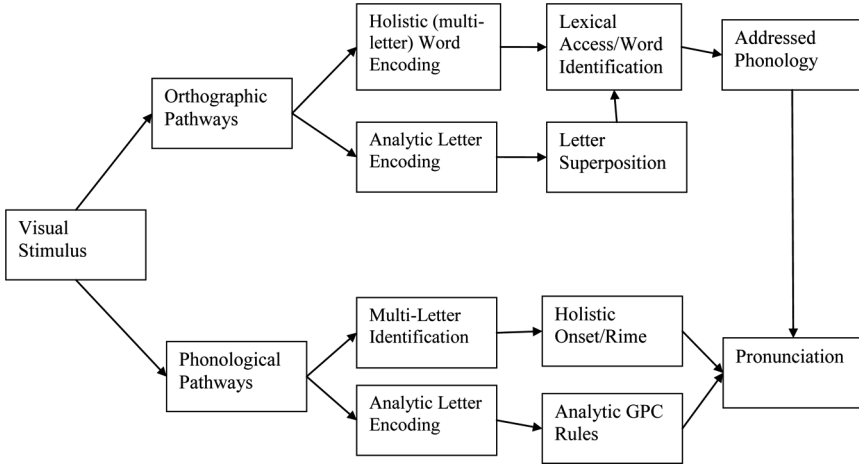 Holistic (multi-
letter) Word
Encoding
Lexical
Access/Word
Identification
Addressed
Phonology
Orthographic
Pathways
Analytic Letter
Encoding
Letter
Superposition
Visual
Stimulus
Multi-Letter
Identification
Holistic
Onset/Rime
Phonological
Pathways
Pronunciation
Analytic Letter
Encoding
Analytic GPC
Rules